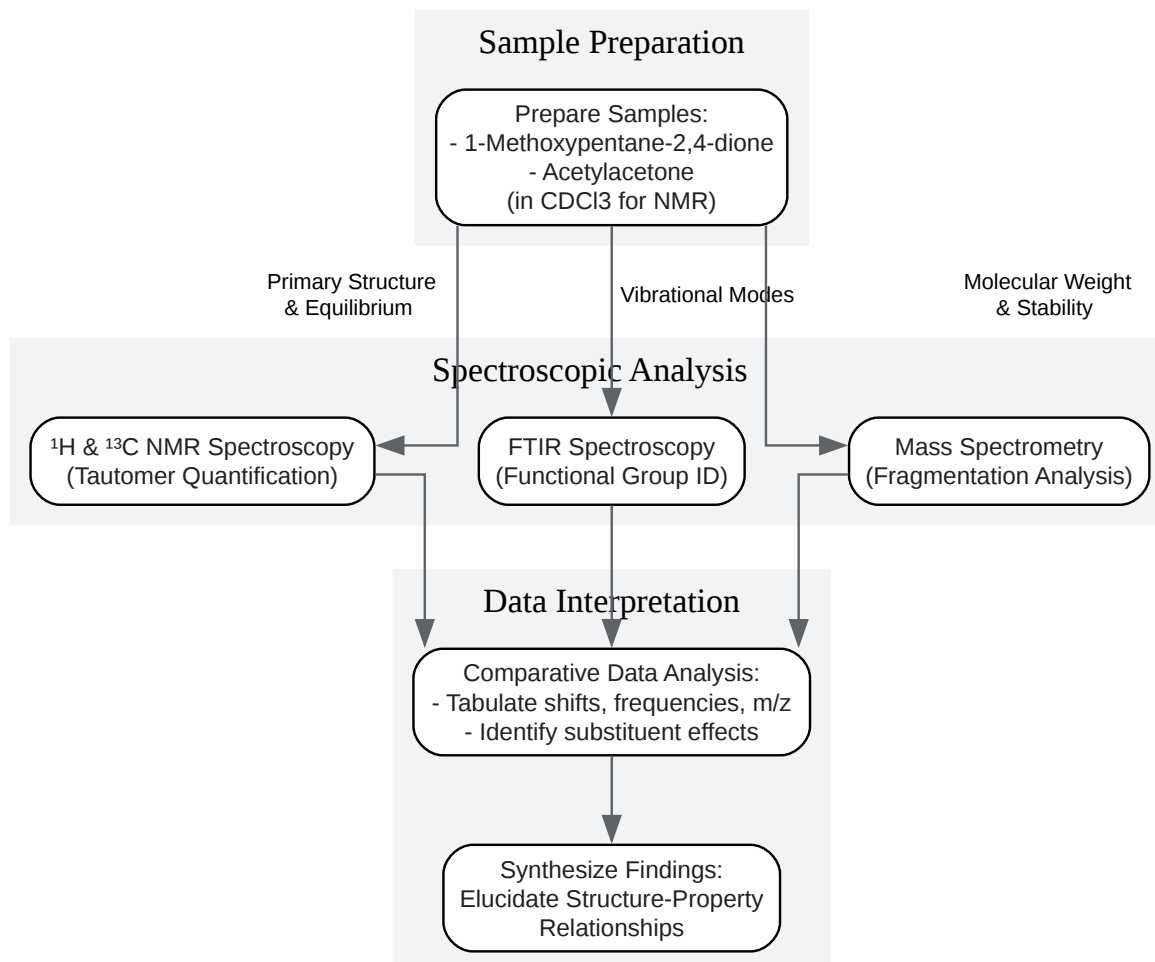 Sample Preparation
Prepare Samples:
- 1-Methoxypentane-2,4-dione
- Acetylacetone
(in CDCl3 for NMR)
Primary Structure
& Equilibrium
Vibrational Modes
Molecular Weight
& Stability
Spectroscopic Analysis
¹H & ¹³C NMR Spectroscopy
(Tautomer Quantification)
FTIR Spectroscopy
(Functional Group ID)
Mass Spectrometry
(Fragmentation Analysis)
Data Interpretation
Comparative Data Analysis:
- Tabulate shifts, frequencies, m/z
- Identify substituent effects
Synthesize Findings:
Elucidate Structure-Property
Relationships